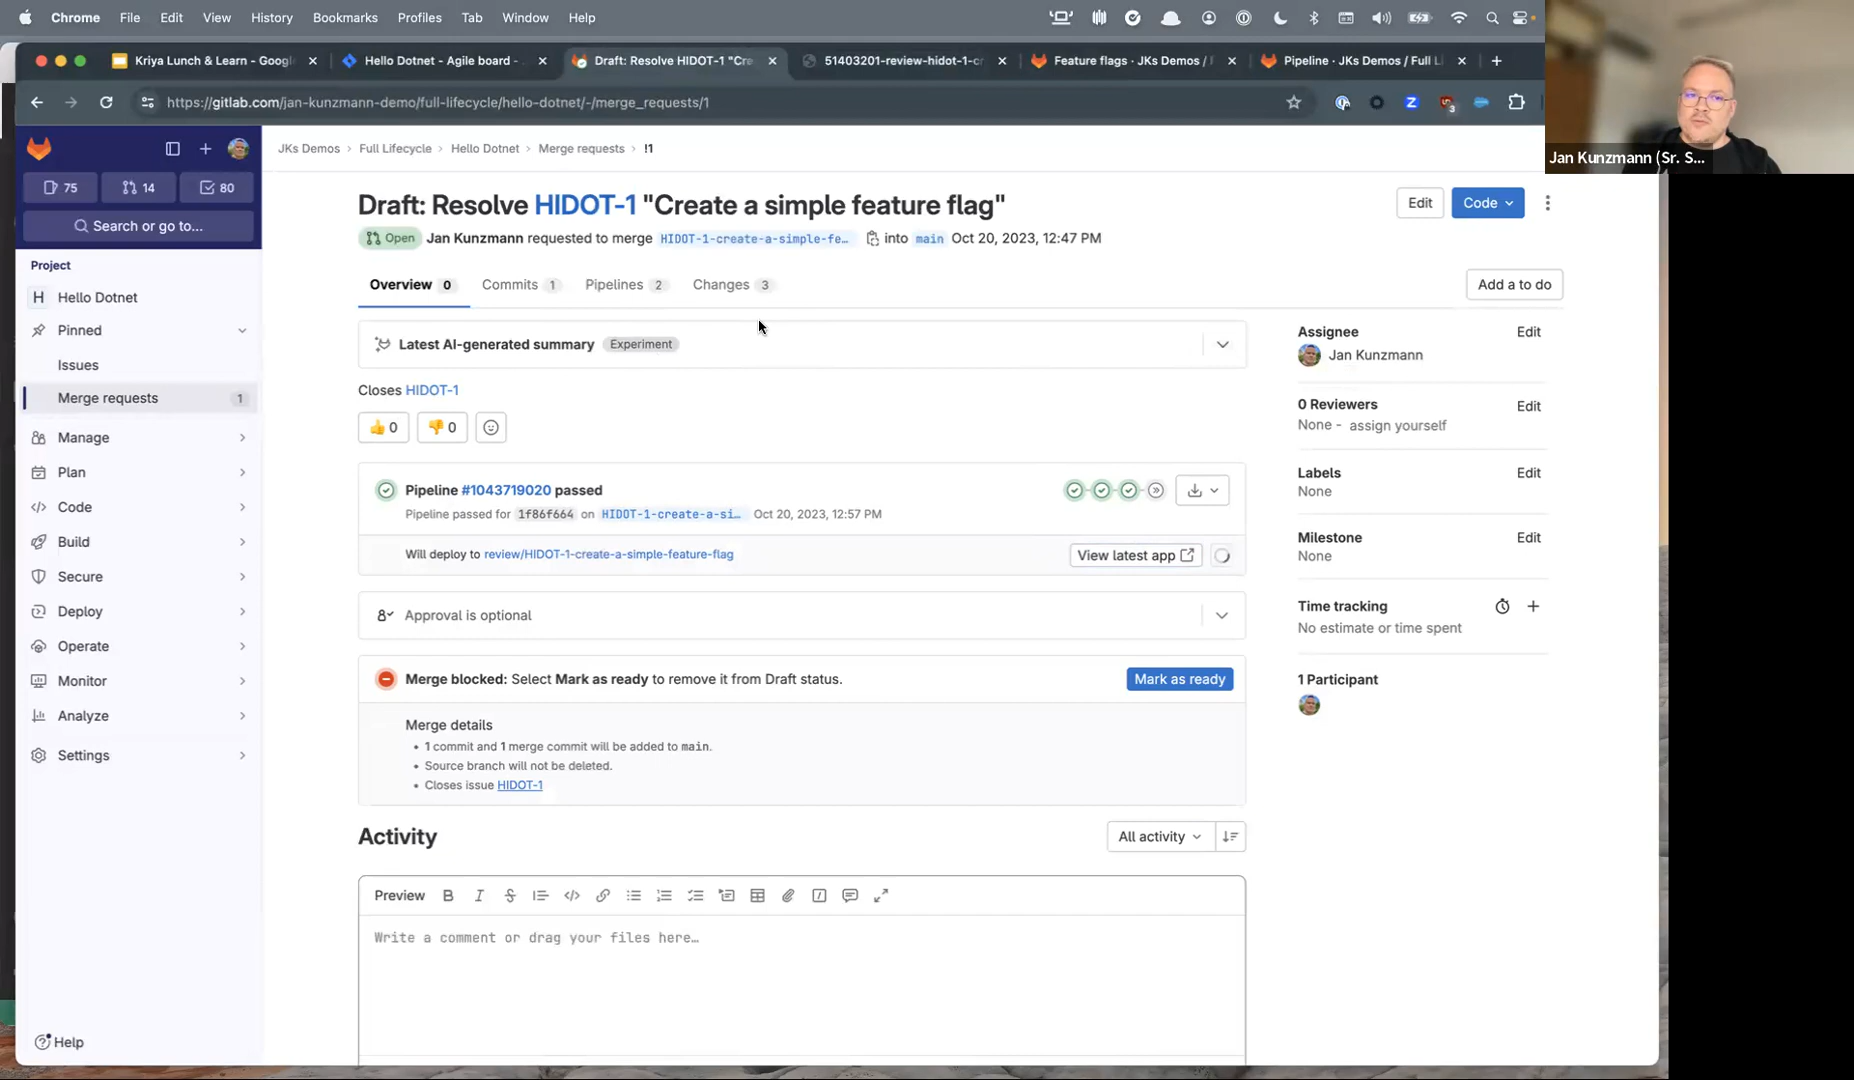 Chrome File Edit View History Bookmarks Profiles Tab Window Help
Kriya Lunch & Learn - Googl
Hello Dotnet - Agile board -
Draft: Resolve HIDOT-1 "Cre
51403201-review-hidot-1-cr
Feature flags · JKs Demos / F
Pipeline · JKs Demos / Full Li
https://gitlab.com/jan-kunzmann-demo/full-lifecycle/hello-dotnet/-/merge_requests/1
3
Jan Kunzmann (Sr. S...
75
14
80
Search or go to...
Project
H Hello Dotnet
Pinned
Issues
Merge requests 1
Manage
Plan
Code
Build
Secure
Deploy
Operate
Monitor
Analyze
Settings
Help
JKs Demos Full Lifecycle Hello Dotnet Merge requests !1
Draft: Resolve HIDOT-1 "Create a simple feature flag"
Edit
Code
Open Jan Kunzmann requested to merge HIDOT-1-create-a-simple-fe… into main Oct 20, 2023, 12:47 PM
Overview 0
Commits 1
Pipelines 2
Changes 3
Add a to do
Latest AI-generated summary Experiment
Closes HIDOT-1
0
0
Pipeline #1043719020 passed
Pipeline passed for 1f86f664 on HIDOT-1-create-a-si… Oct 20, 2023, 12:57 PM
Will deploy to review/HIDOT-1-create-a-simple-feature-flag
View latest app
Approval is optional
Merge blocked: Select Mark as ready to remove it from Draft status.
Mark as ready
Merge details
• 1 commit and 1 merge commit will be added to main.
• Source branch will not be deleted.
• Closes issue HIDOT-1
Activity
All activity
Preview
Write a comment or drag your files here…
Assignee Edit
Jan Kunzmann
0 Reviewers Edit
None - assign yourself
Labels Edit
None
Milestone Edit
None
Time tracking
No estimate or time spent
1 Participant